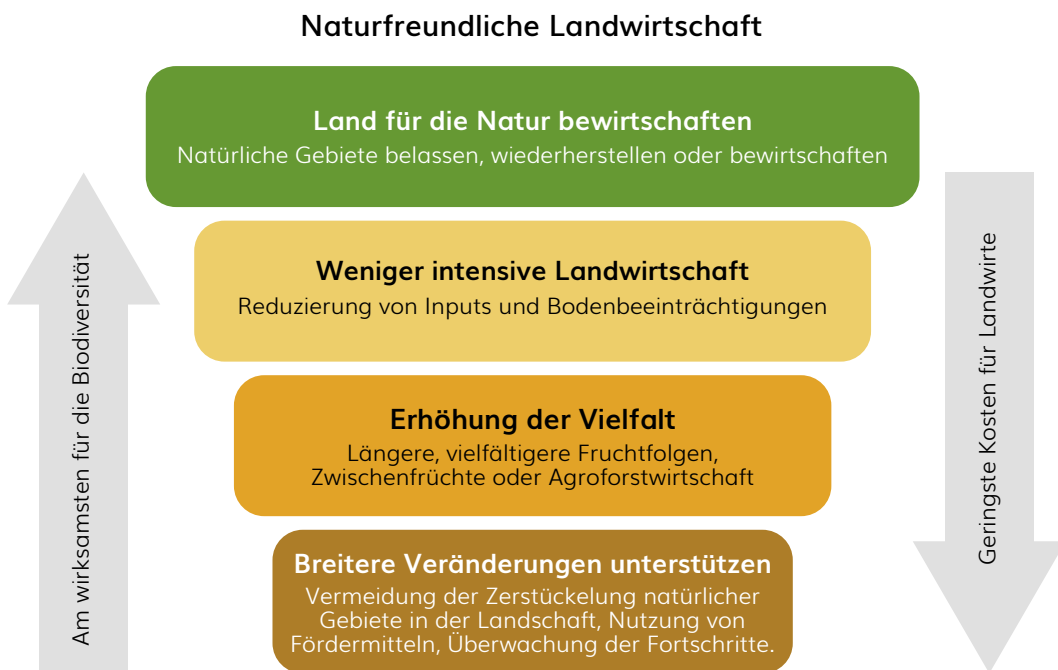 Naturfreundliche Landwirtschaft
Land für die Natur bewirtschaften
Natürliche Gebiete belassen, wiederherstellen oder bewirtschaften
Weniger intensive Landwirtschaft
Reduzierung von Inputs und Bodenbeeinträchtigungen
Erhöhung der Vielfalt
Längere, vielfältigere Fruchtfolgen,
Zwischenfrüchte oder Agroforstwirtschaft
Breitere Veränderungen unterstützen
Vermeidung der Zerstückelung natürlicher
Gebiete in der Landschaft, Nutzung von
Fördermitteln, Überwachung der Fortschritte.
Am wirksamsten für die Biodiversität
Geringste Kosten für Landwirte